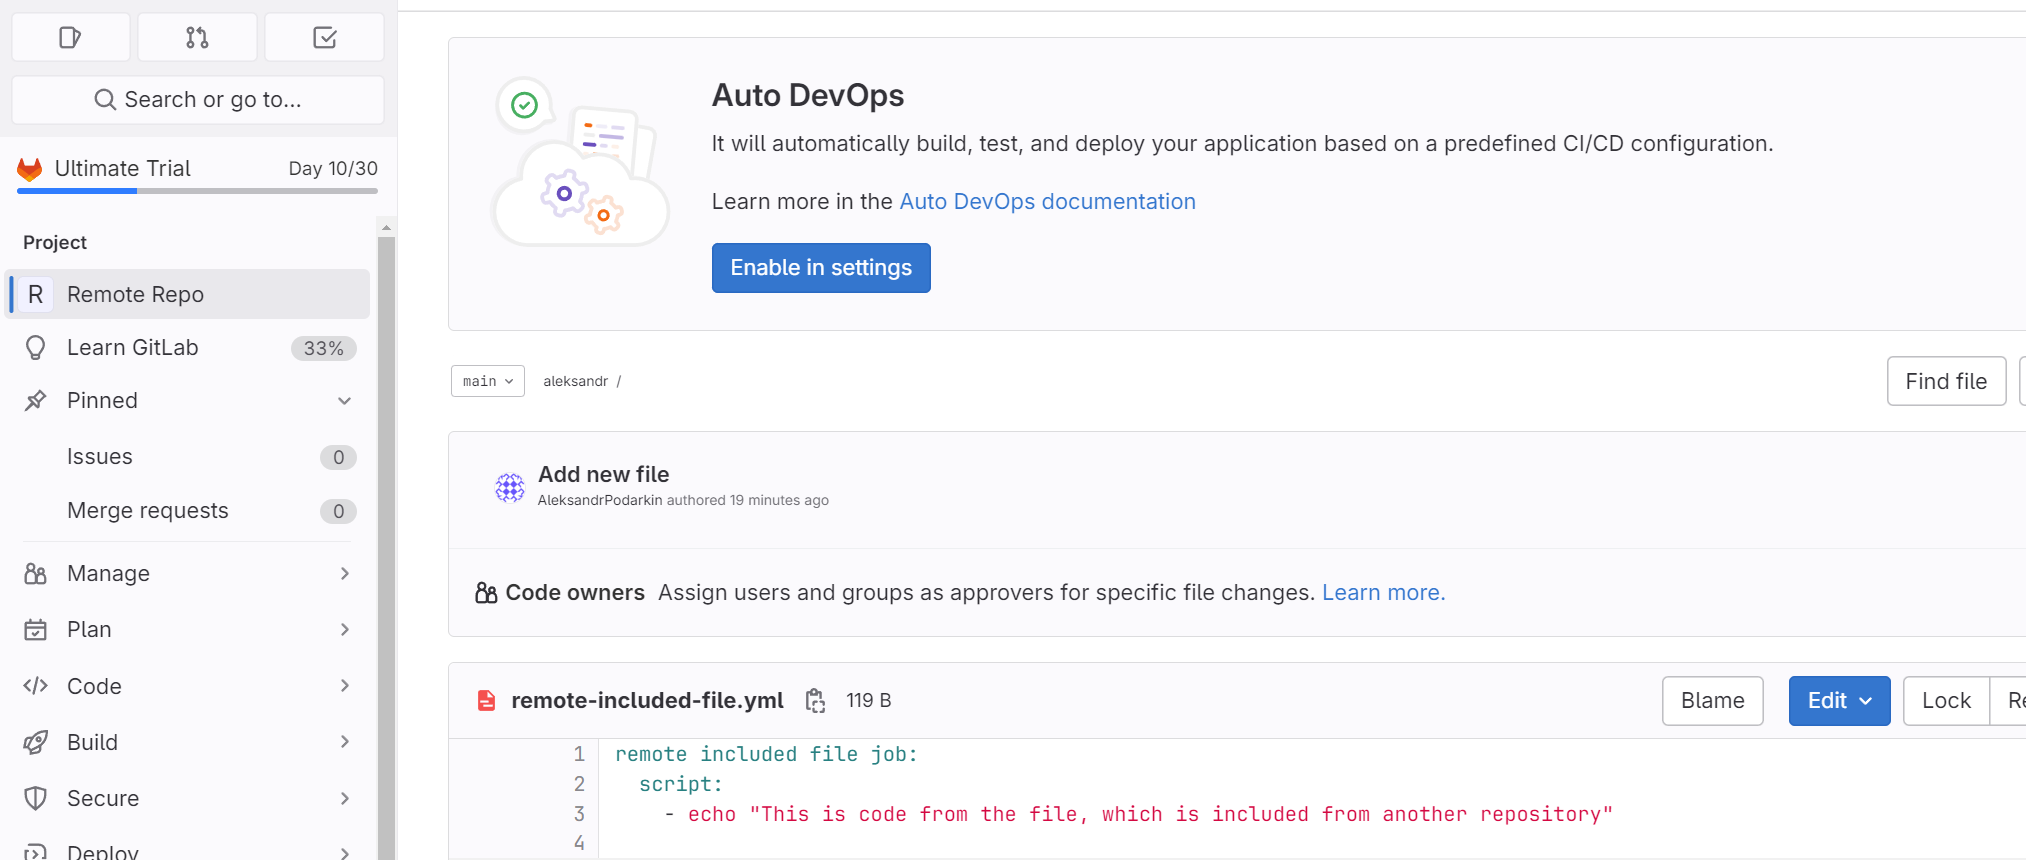 Search or go to...
Ultimate Trial Day 10/30
Project
R Remote Repo
Learn GitLab 33%
Pinned
Issues 0
Merge requests 0
Manage
Plan
Code
Build
Secure
Deploy
Auto DevOps
It will automatically build, test, and deploy your application based on a predefined CI/CD configuration.
Learn more in the Auto DevOps documentation
Enable in settings
main aleksandr / Find file
Add new file
AleksandrPodarkin authored 19 minutes ago
Code owners Assign users and groups as approvers for specific file changes. Learn more.
remote-included-file.yml 119 B Blame Edit Lock
1 remote included file job:
2 script:
3 - echo "This is code from the file, which is included from another repository"
4